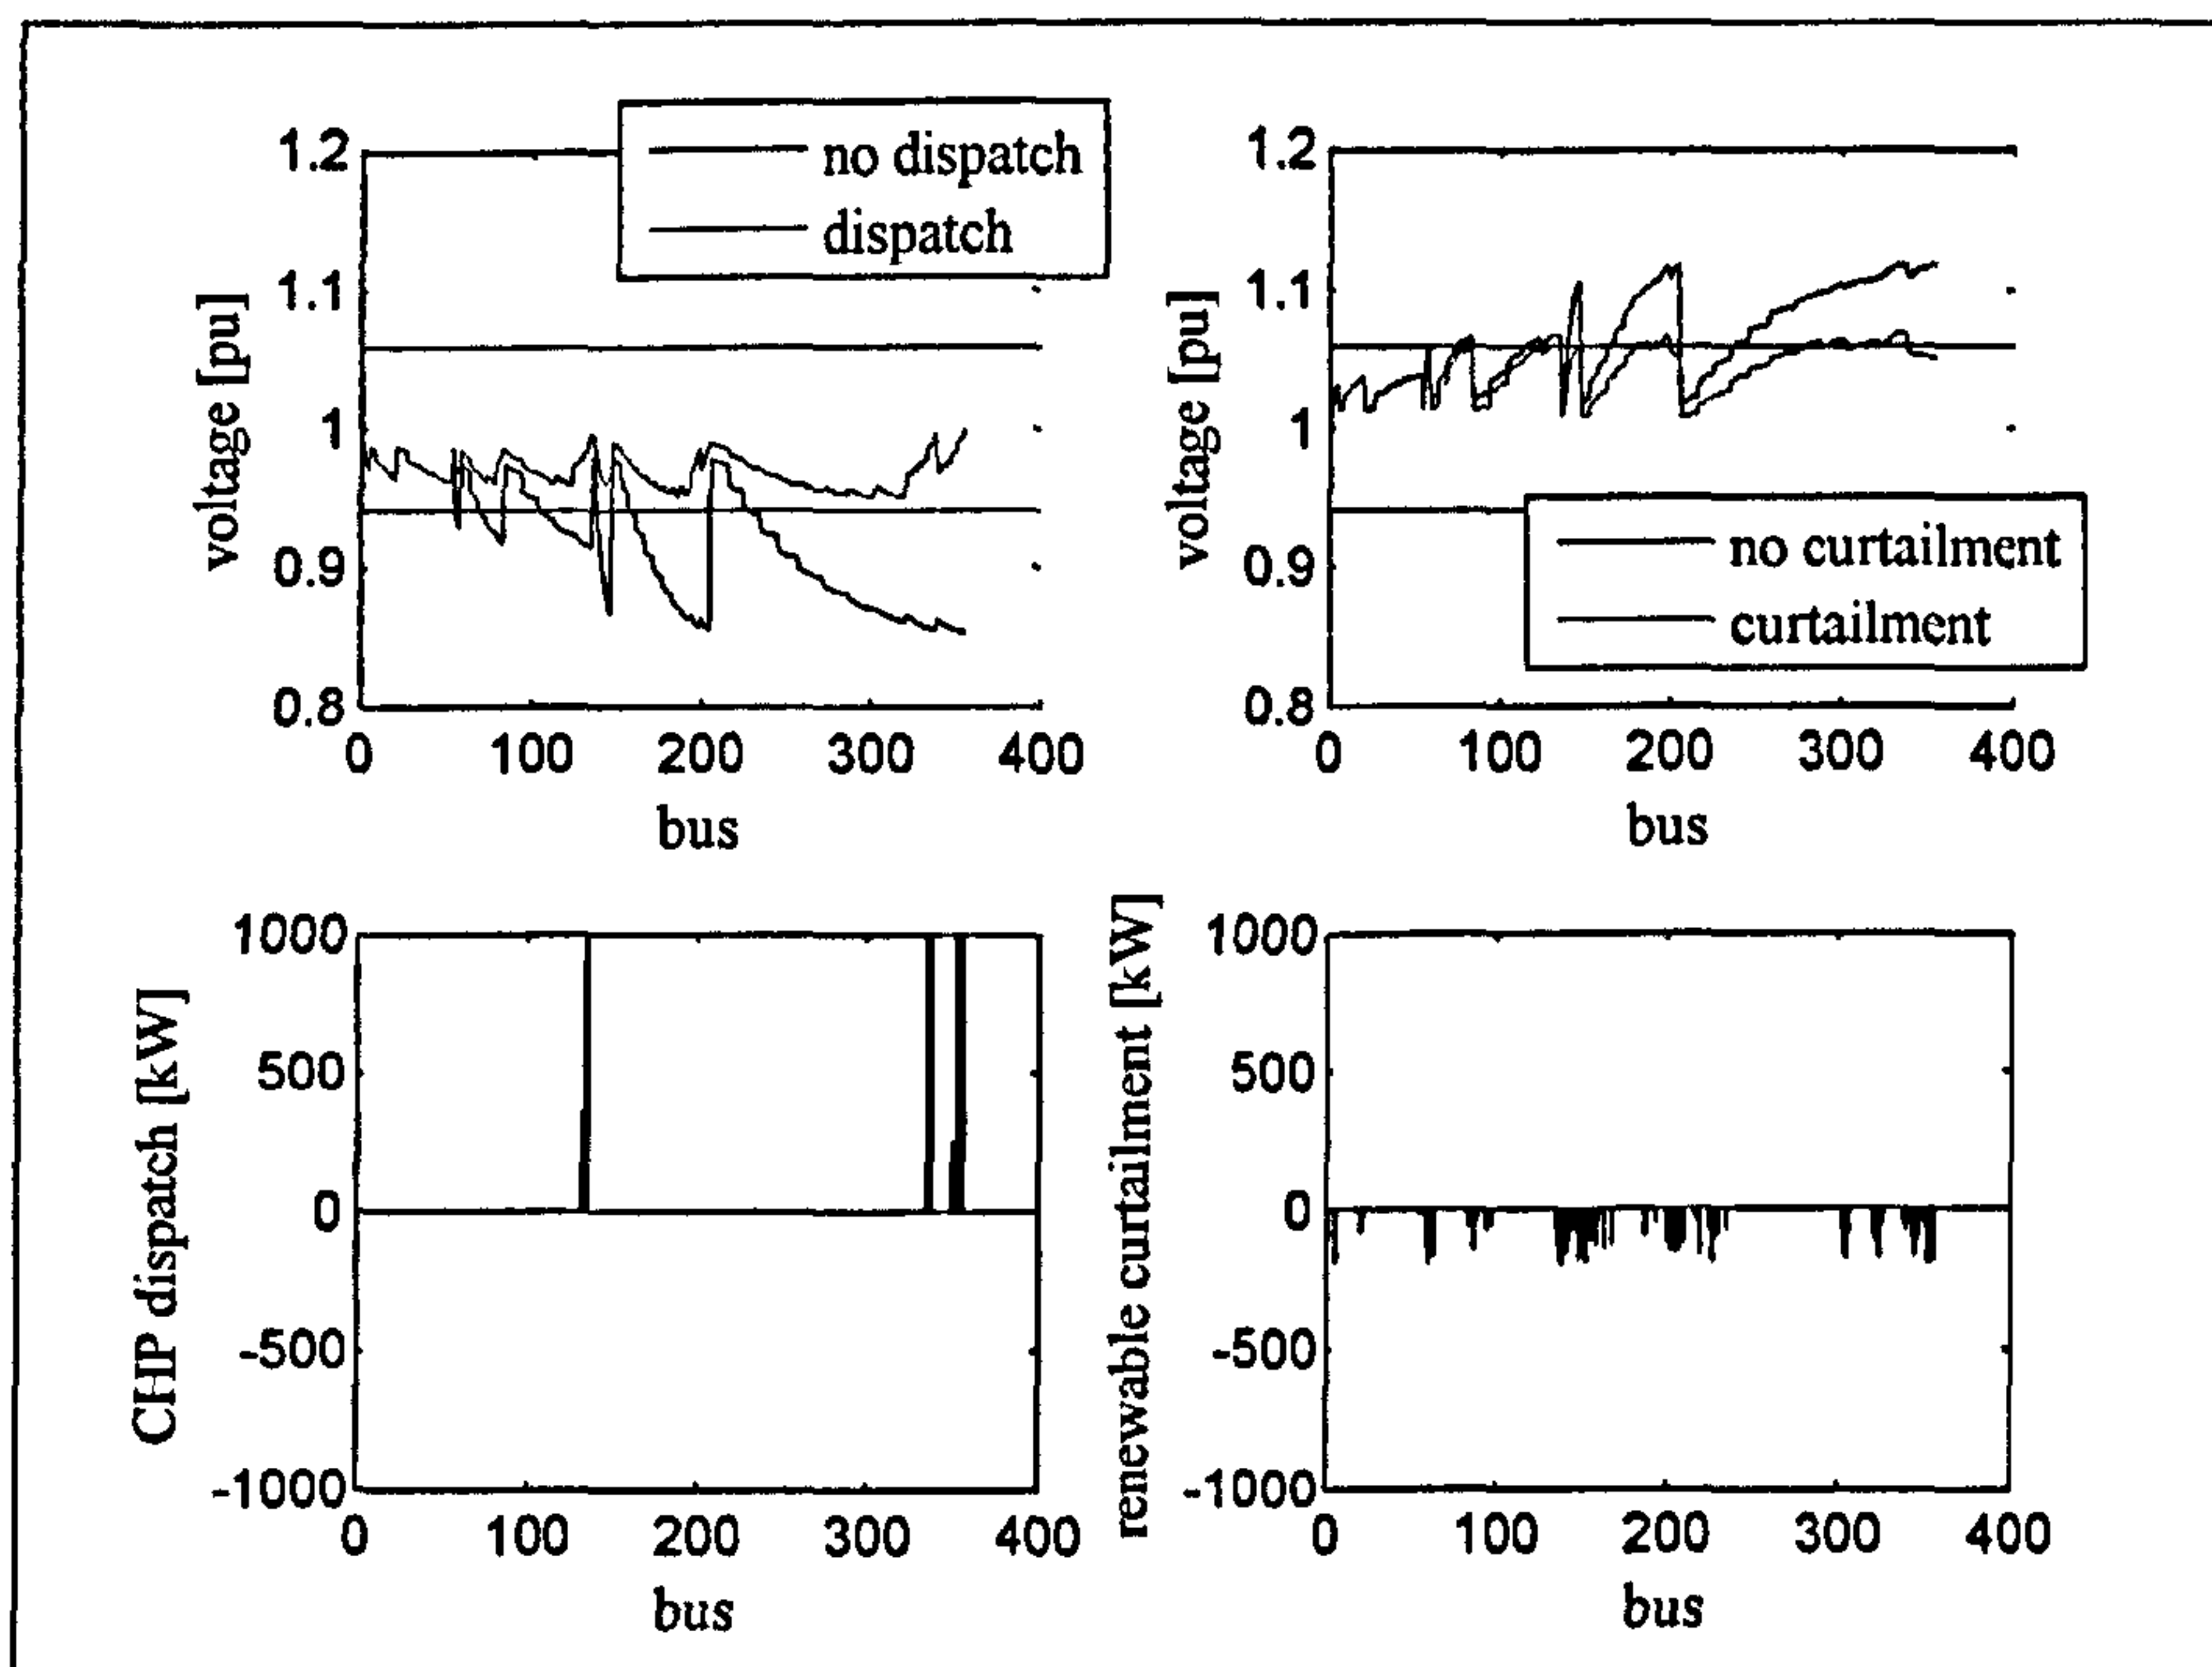 no dispatch
dispatch
1.2
1.1
1
0.9
0.8
voltage [pu]
0 100 200 300 400
bus
1.2
1.1
1
0.9
0.8
voltage [pu]
no curtailment
curtailment
0 100 200 300 400
bus
1000
500
0
-500
-1000
CHP dispatch [kW]
0 100 200 300 400
bus
1000
500
0
-500
-1000
renewable curtailment [kW]
0 100 200 300 400
bus